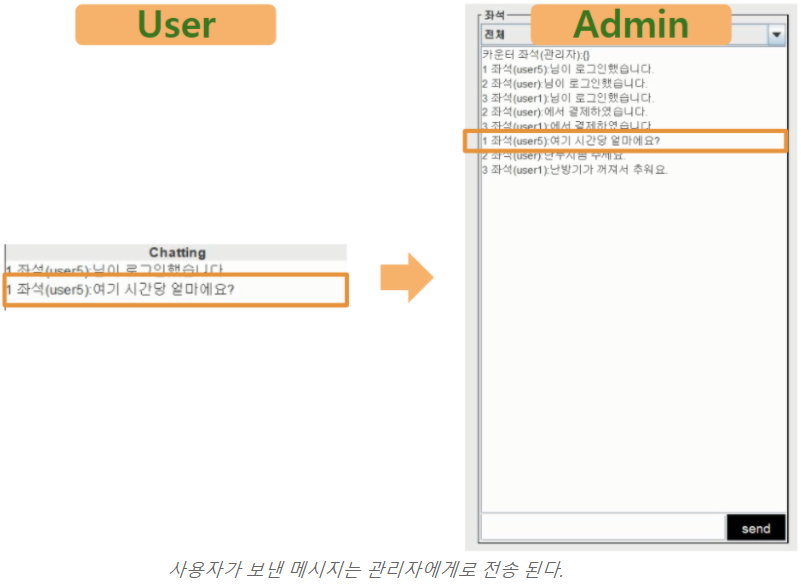 User
Chatting
1 좌석(user5):님이 로그인했습니다.
1 좌석(user5):여기 시간당 얼마에요?
Admin
좌석
전체
카운터 좌석(관리자):{}
1 좌석(user5):님이 로그인했습니다.
2 좌석(user):님이 로그인했습니다.
3 좌석(user1):님이 로그인했습니다.
2 좌석(user):에서 결제하였습니다.
3 좌석(user1):에서 결제하였습니다.
1 좌석(user5):여기 시간당 얼마에요?
2 좌석(user):단무지좀 주세요.
3 좌석(user1):난방기가 꺼져서 추워요.
send
사용자가 보낸 메시지는 관리자에게로 전송 된다.